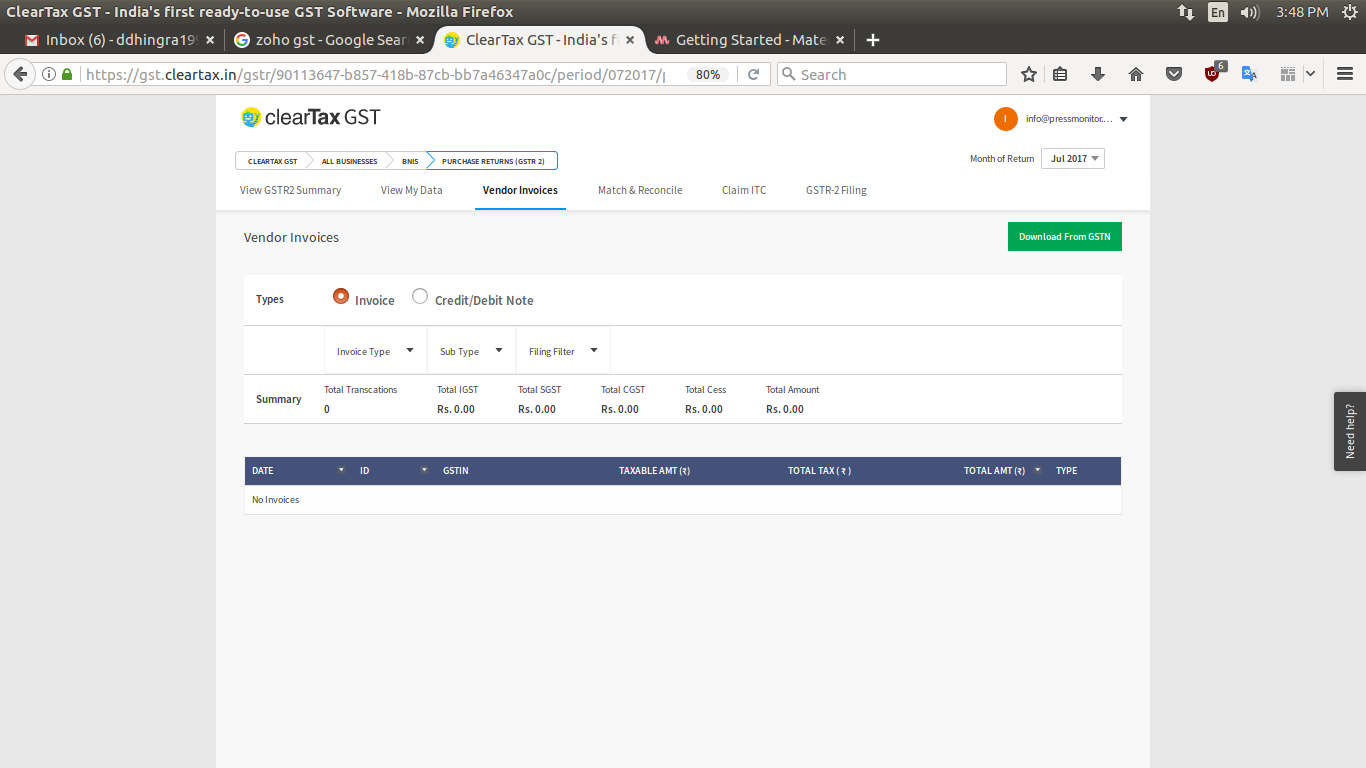 ClearTax GST - India's first ready-to-use GST Software - Mozilla Firefox
En 3:48 PM
Inbox (6) - ddhingra199 zoho gst - Google Sear ClearTax GST - India's f Getting Started - Mate
https://gst.cleartax.in/gstr/90113647-b857-418b-87cb-bb7a46347a0c/period/072017/p 80% Search 6
clearTax GST
I info@pressmonitor....
CLEARTAX GST ALL BUSINESSES BNIS PURCHASE RETURNS (GSTR 2)
Month of Return Jul 2017
View GSTR2 Summary View My Data Vendor Invoices Match & Reconcile Claim ITC GSTR-2 Filing
Vendor Invoices Download From GSTN
Types Invoice Credit/Debit Note
Invoice Type Sub Type Filing Filter
Summary
Total Transcations Total IGST Total SGST Total CGST Total Cess Total Amount
0 Rs. 0.00 Rs. 0.00 Rs. 0.00 Rs. 0.00 Rs. 0.00
Need help?
DATE ID GSTIN TAXABLE AMT (₹) TOTAL TAX ( ₹ ) TOTAL AMT (₹) TYPE
No Invoices